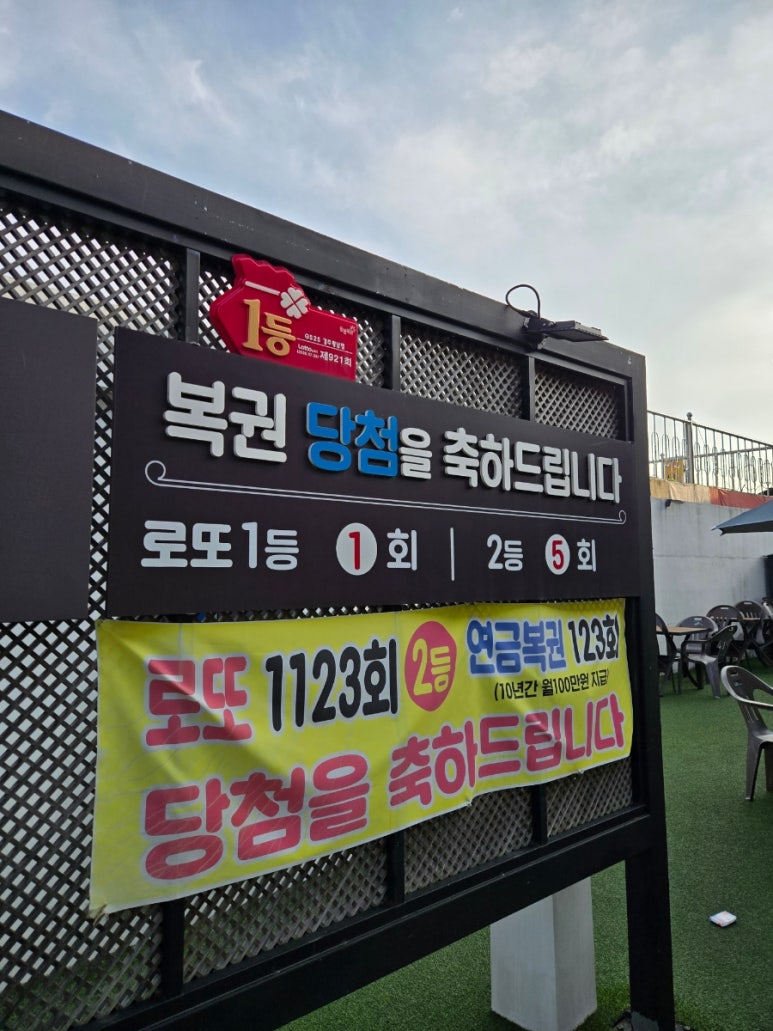 1등
제921회
복권 당첨을 축하드립니다
로또 1등 1 회 | 2등 5 회
로또 1123회 2등 연금복권 123회
(10년간 월100만원 지급)
당첨을 축하드립니다